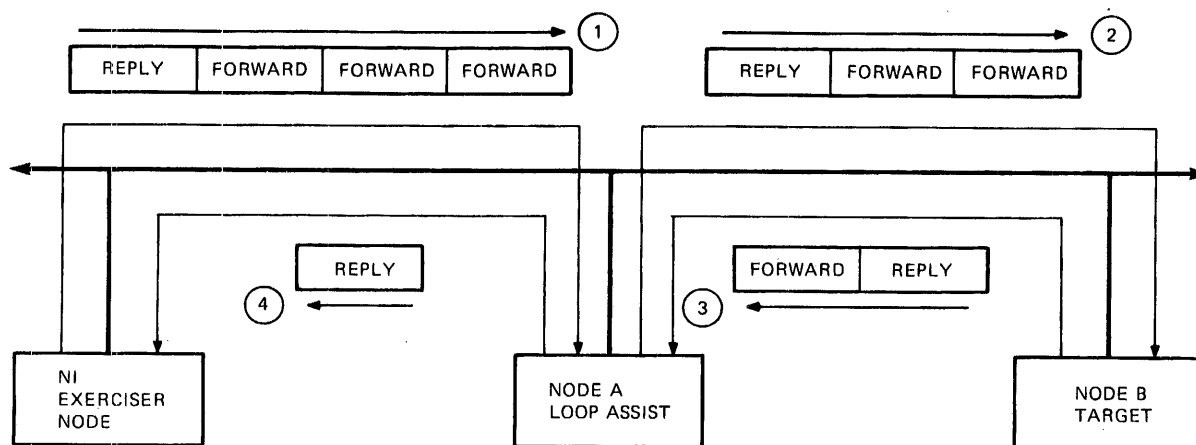 1
REPLY FORWARD FORWARD FORWARD
2
REPLY FORWARD FORWARD
REPLY
4
FORWARD REPLY
3
NI
EXERCISER
NODE
NODE A
LOOP ASSIST
NODE B
TARGET